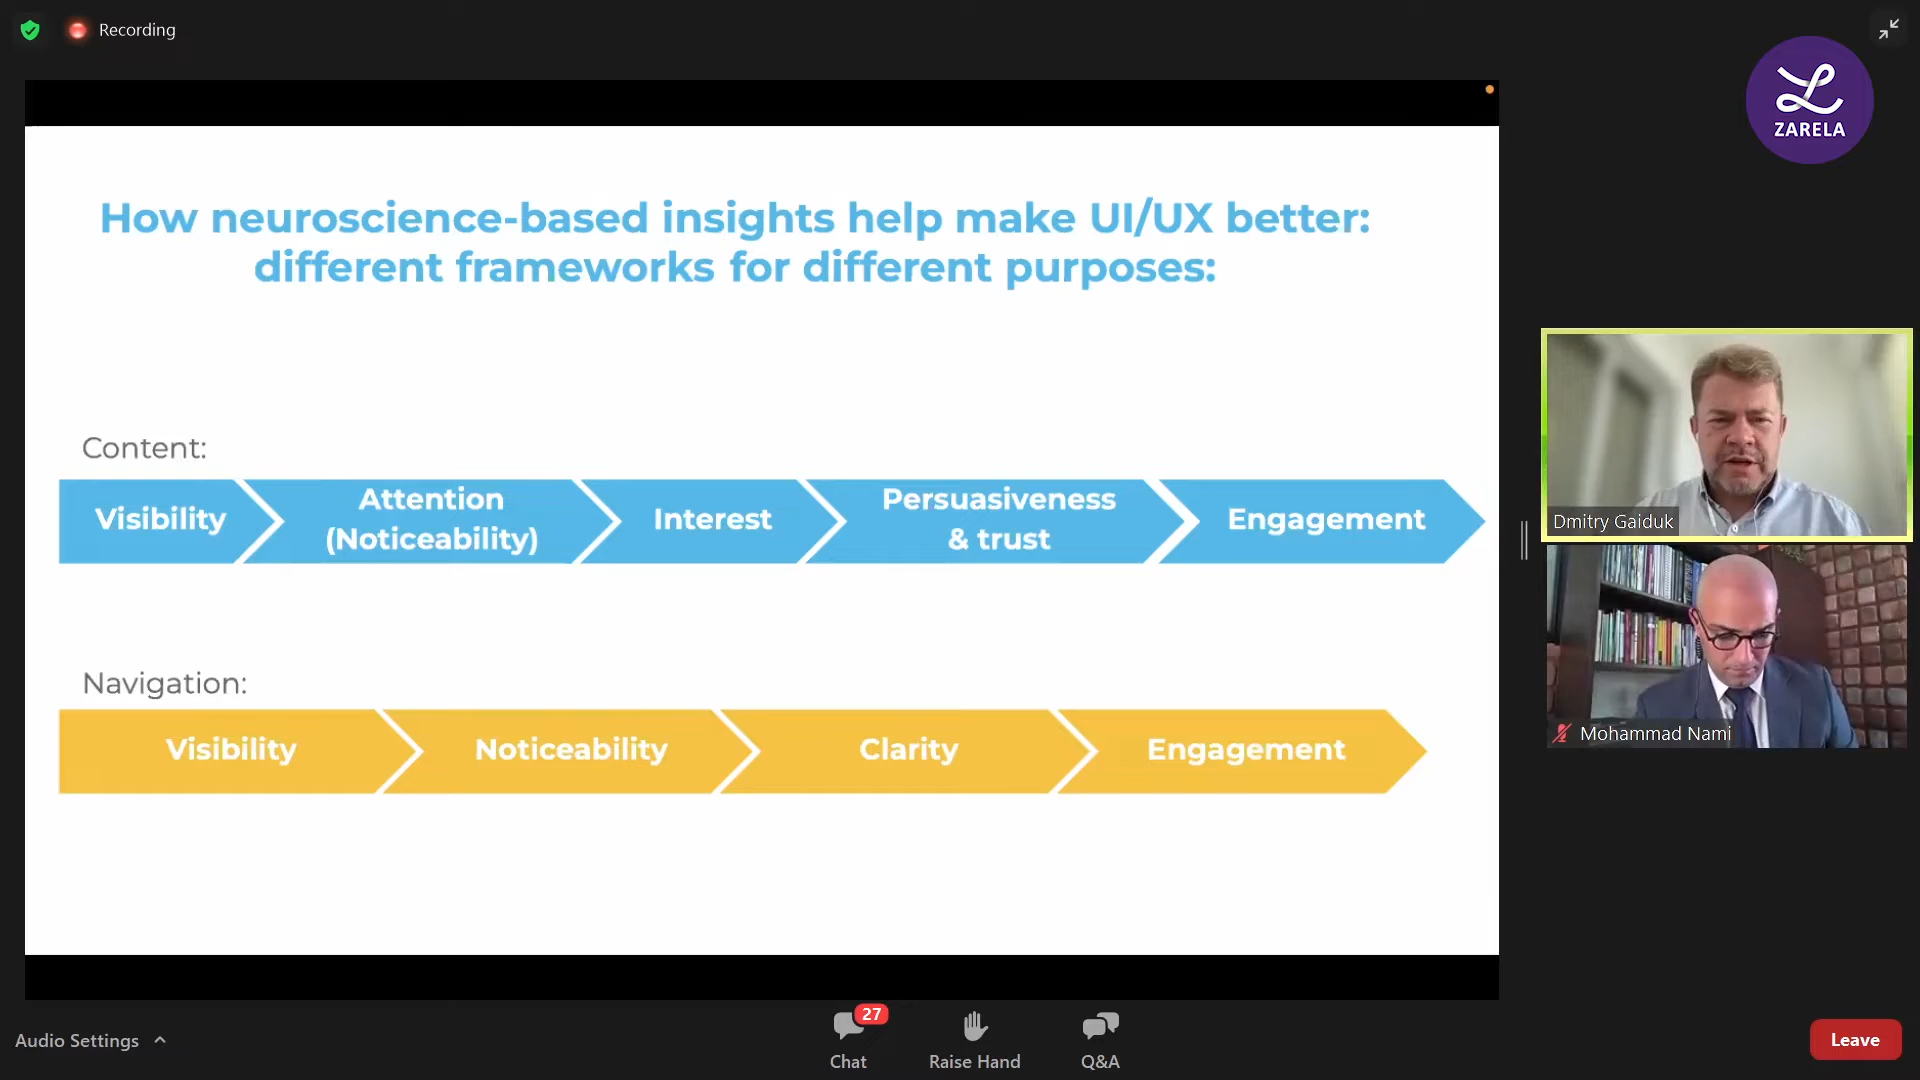 Recording
ZARELA
How neuroscience-based insights help make UI/UX better:
different frameworks for different purposes:
Content:
Visibility
Attention
(Noticeability)
Interest
Persuasiveness
& trust
Engagement
Navigation:
Visibility
Noticeability
Clarity
Engagement
Dmitry Gaiduk
Mohammad Nami
Audio Settings
27
Chat
Raise Hand
Q&A
Leave